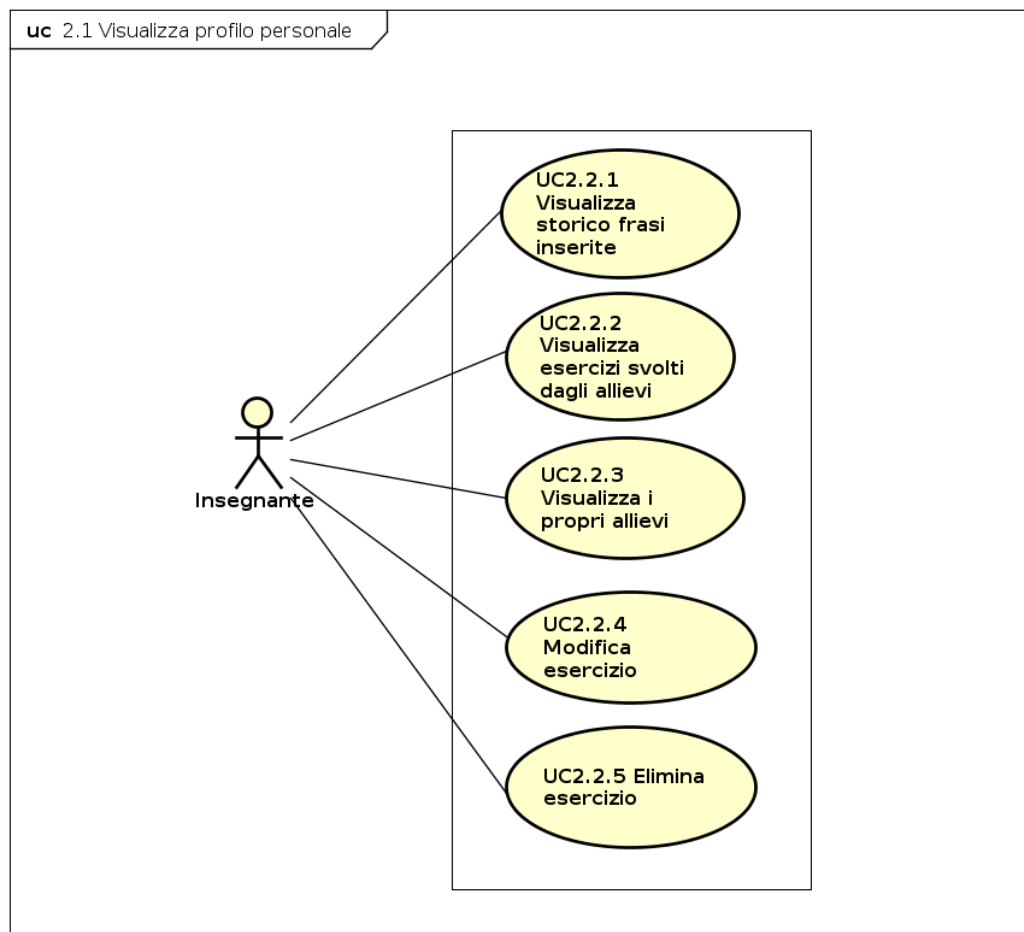 uc 2.1 Visualizza profilo personale
UC2.2.1
Visualizza
storico frasi
inserite
UC2.2.2
Visualizza
esercizi svolti
dagli allievi
Insegnante
UC2.2.3
Visualizza i
propri allievi
UC2.2.4
Modifica
esercizio
UC2.2.5 Elimina
esercizio